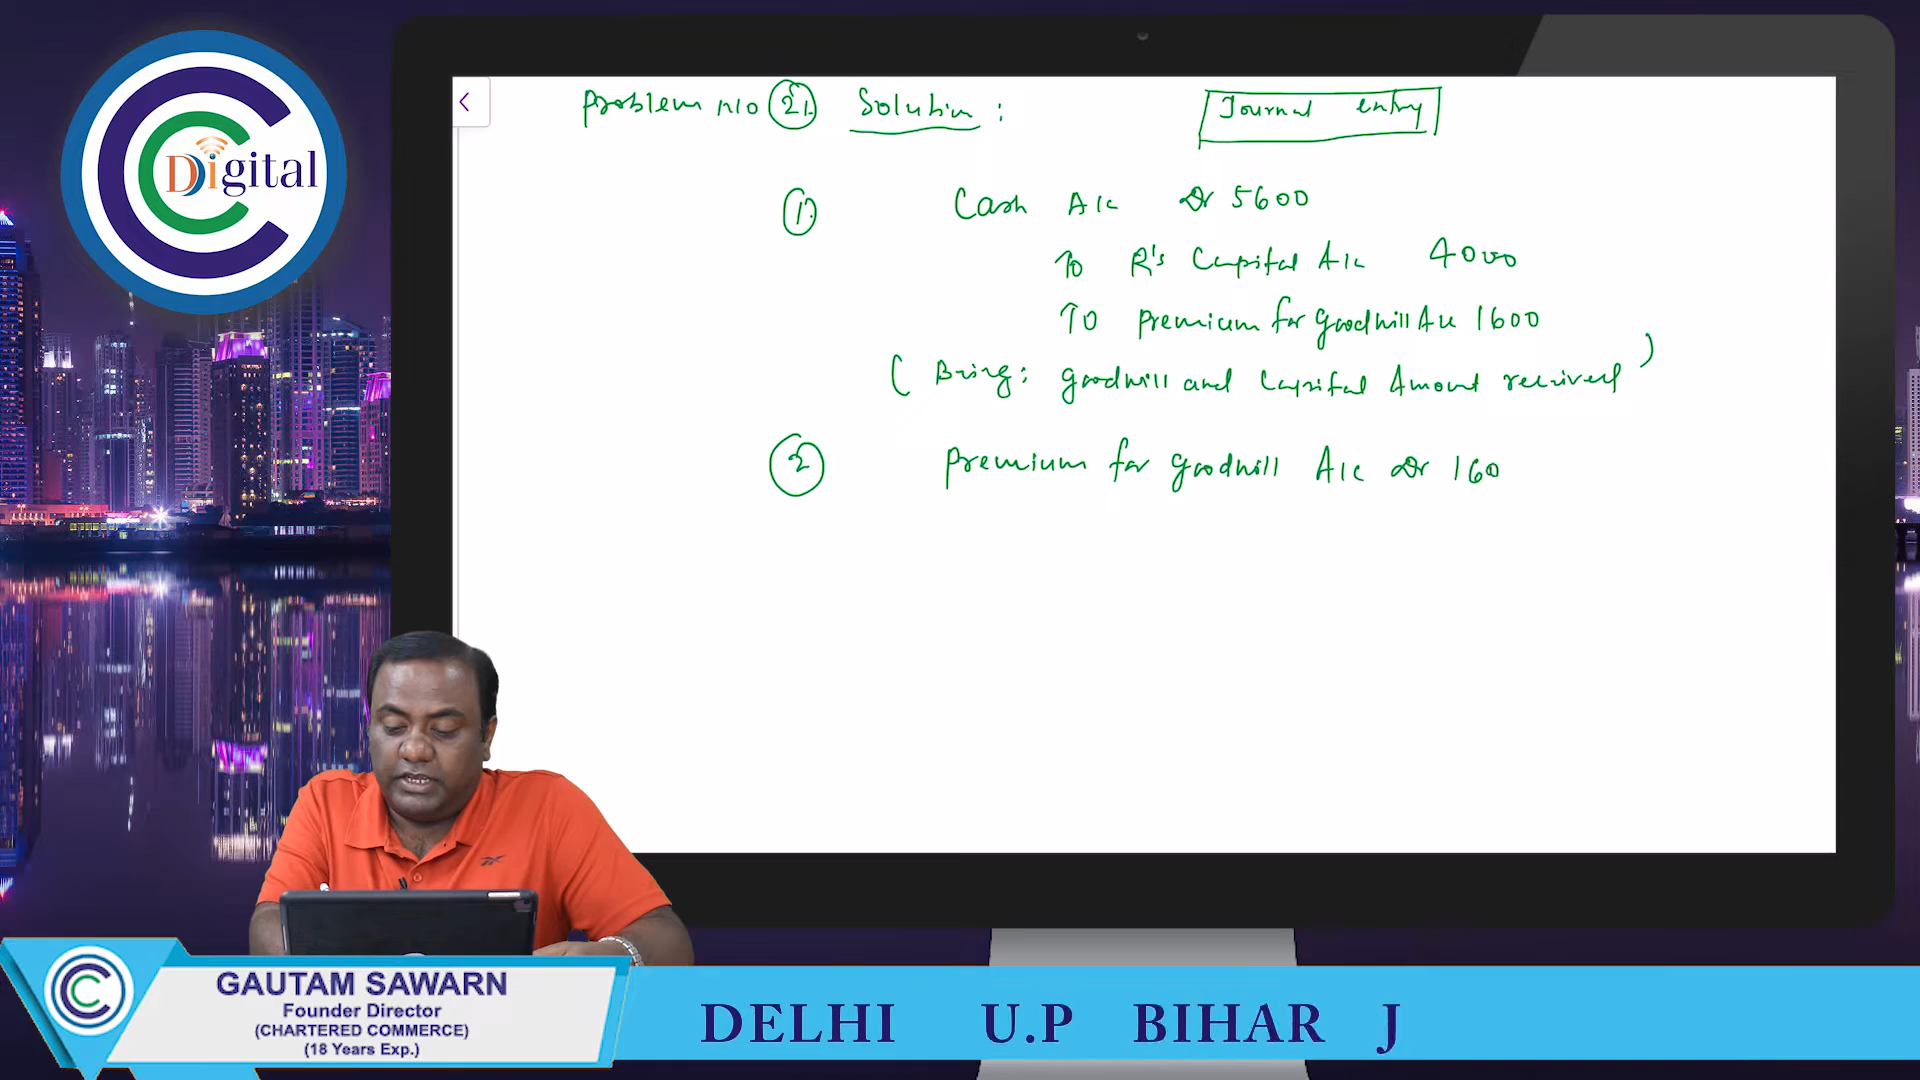 Problem No 21. Solution :
Journal entry
1. Cash A/c Dr 5600
To R's Capital A/c 4000
To Premium for Goodwill A/c 1600
( Being: goodwill and Capital Amount received )
2 Premium for goodwill A/c Dr 160
Digital
GAUTAM SAWARN
Founder Director
(CHARTERED COMMERCE)
(18 Years Exp.)
DELHI U.P BIHAR J